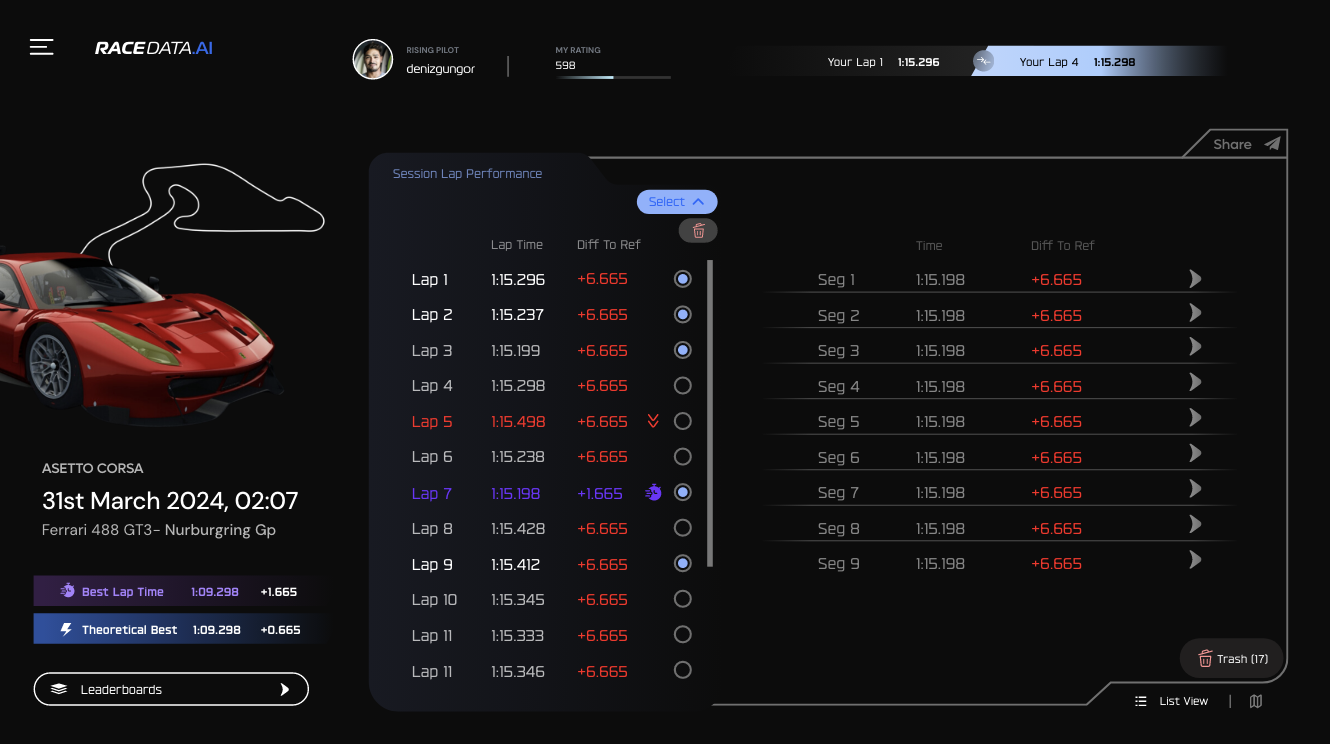 RACEDATA.AI
RISING PILOT
denizgungor
MY RATING
598
Your Lap 1 1:15.296
Your Lap 4 1:15.298
Share
Session Lap Performance
Select
Lap Time Diff To Ref
Lap 1 1:15.296 +6.665
Lap 2 1:15.237 +6.665
Lap 3 1:15.199 +6.665
Lap 4 1:15.298 +6.665
Lap 5 1:15.498 +6.665
Lap 6 1:15.238 +6.665
Lap 7 1:15.198 +1.665
Lap 8 1:15.428 +6.665
Lap 9 1:15.412 +6.665
Lap 10 1:15.345 +6.665
Lap 11 1:15.333 +6.665
Lap 11 1:15.346 +6.665
Time Diff To Ref
Seg 1 1:15.198 +6.665
Seg 2 1:15.198 +6.665
Seg 3 1:15.198 +6.665
Seg 4 1:15.198 +6.665
Seg 5 1:15.198 +6.665
Seg 6 1:15.198 +6.665
Seg 7 1:15.198 +6.665
Seg 8 1:15.198 +6.665
Seg 9 1:15.198 +6.665
ASETTO CORSA
31st March 2024, 02:07
Ferrari 488 GT3- Nurburgring Gp
Best Lap Time 1:09.298 +1.665
Theoretical Best 1:09.298 +0.665
Leaderboards
Trash (17)
List View